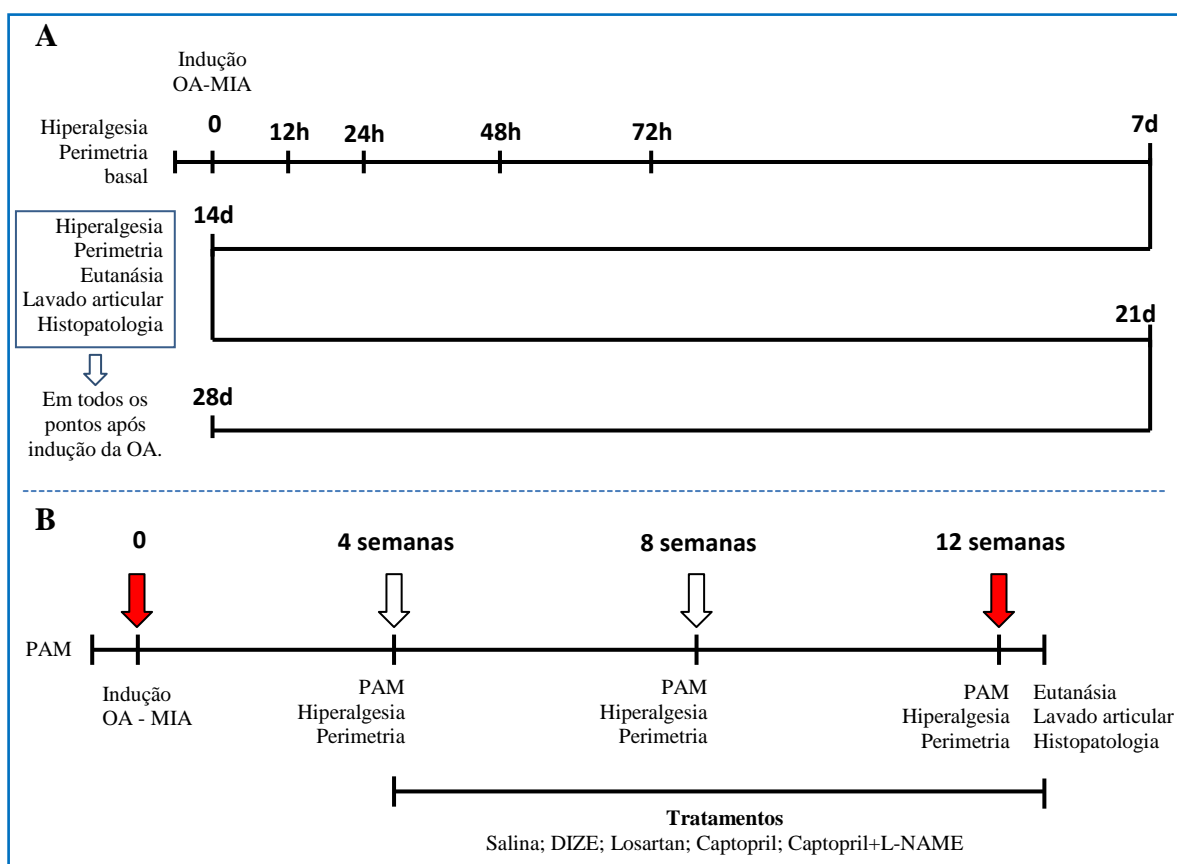 A
Indução
OA-MIA
0
12h
24h
48h
72h
7d
Hiperalgesia
Perimetria
basal
14d
Hiperalgesia
Perimetria
Eutanásia
Lavado articular
Histopatologia
21d
Em todos os
pontos após
indução da OA.
28d
B
0
4 semanas
8 semanas
12 semanas
PAM
Indução
OA - MIA
PAM
Hiperalgesia
Perimetria
PAM
Hiperalgesia
Perimetria
PAM
Hiperalgesia
Perimetria
Eutanásia
Lavado articular
Histopatologia
Tratamentos
Salina; DIZE; Losartan; Captopril; Captopril+L-NAME